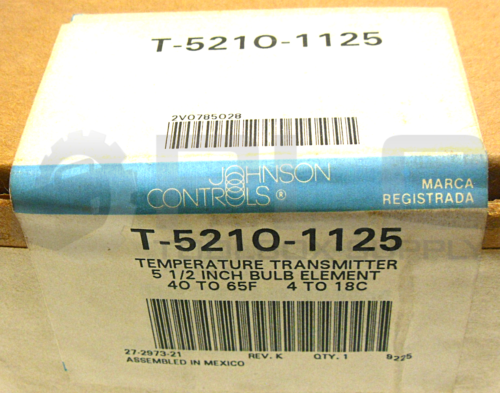 T-5210-1125
2V0785028
JOHNSON
CONTROLS®
MARCA
REGISTRADA
T-5210-1125
TEMPERATURE TRANSMITTER
5 1/2 INCH BULB ELEMENT
40 TO 65F 4 TO 18C
27-2973-21 REV. K QTY. 1 9225
ASSEMBLED IN MEXICO